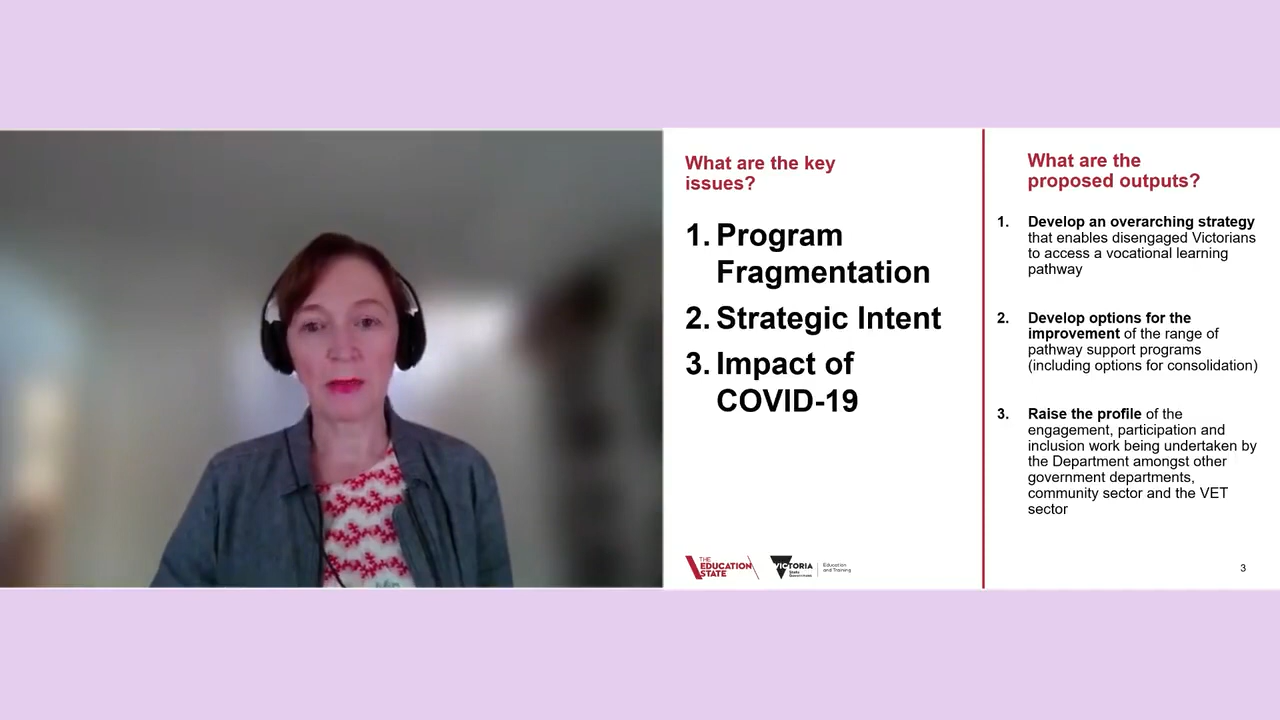 What are the key
issues?
1. Program
Fragmentation
2. Strategic Intent
3. Impact of
COVID-19
THE
EDUCATION
STATE
VICTORIA
State
Government
Education
and Training
What are the
proposed outputs?
1. Develop an overarching strategy
that enables disengaged Victorians
to access a vocational learning
pathway
2. Develop options for the
improvement of the range of
pathway support programs
(including options for consolidation)
3. Raise the profile of the
engagement, participation and
inclusion work being undertaken by
the Department amongst other
government departments,
community sector and the VET
sector
3